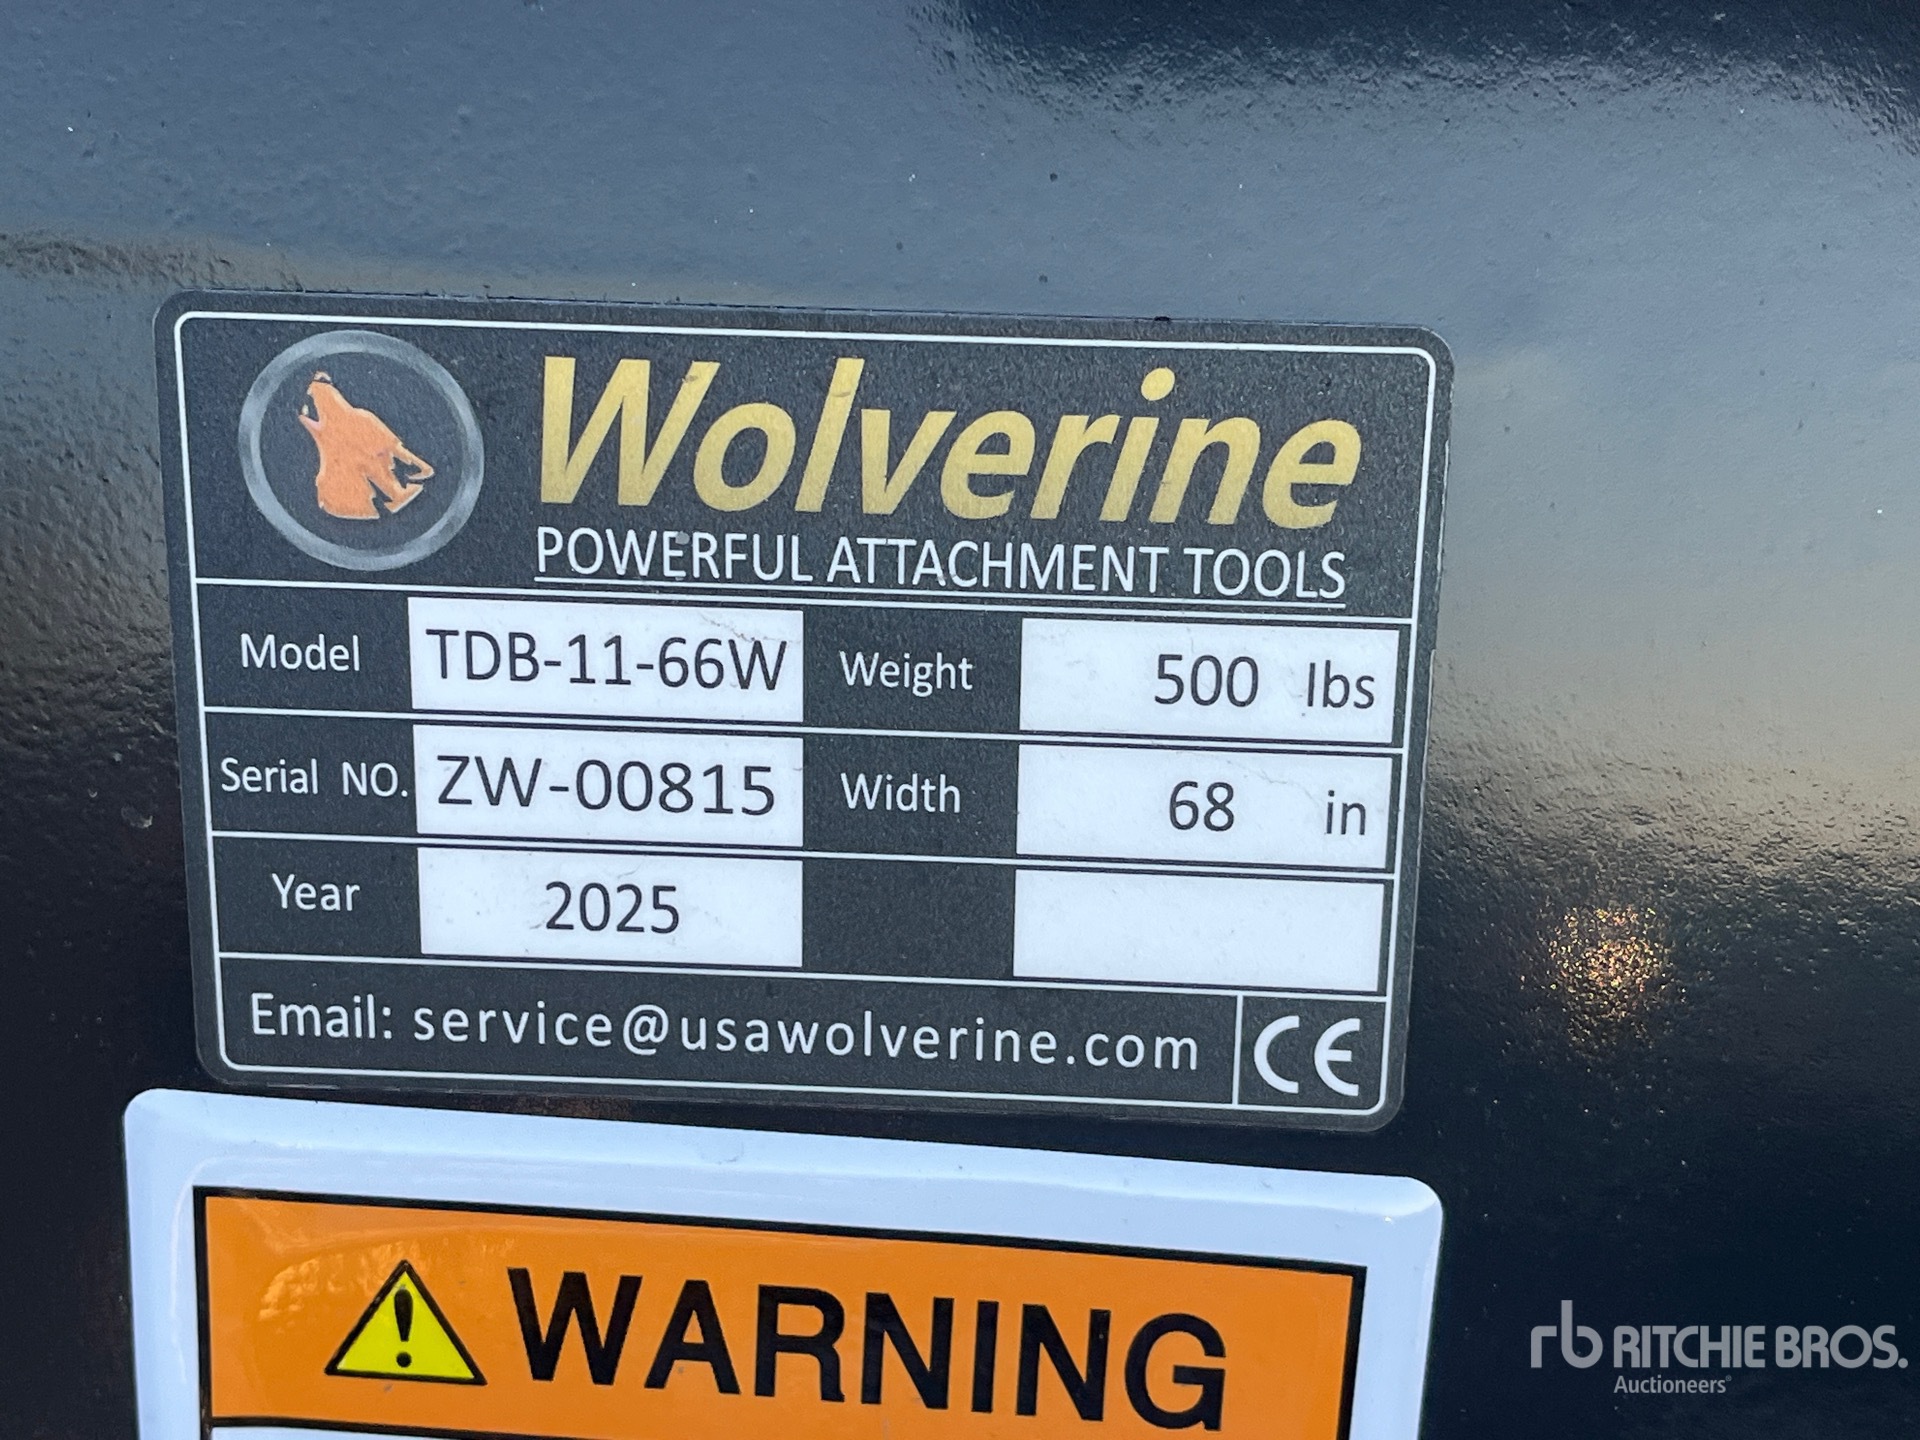 Wolverine
POWERFUL ATTACHMENT TOOLS
Model TDB-11-66W Weight 500 lbs
Serial NO. ZW-00815 Width 68 in
Year 2025
Email: service@usawolverine.com CE
WARNING
rb RITCHIE BROS.
Auctioneers®